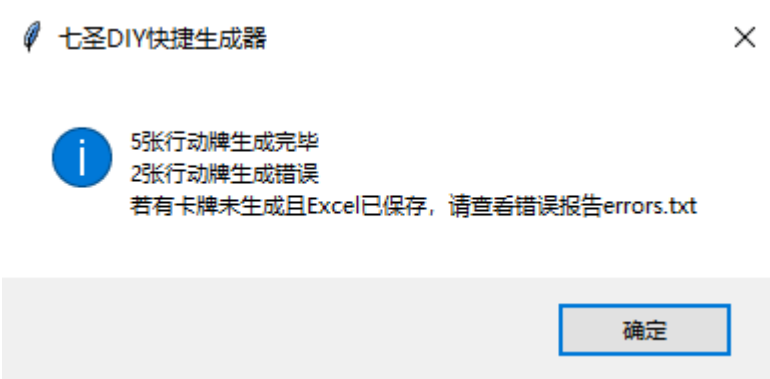 七圣DIY快捷生成器
5张行动牌生成完毕
2张行动牌生成错误
若有卡牌未生成且Excel已保存，请查看错误报告errors.txt
确定